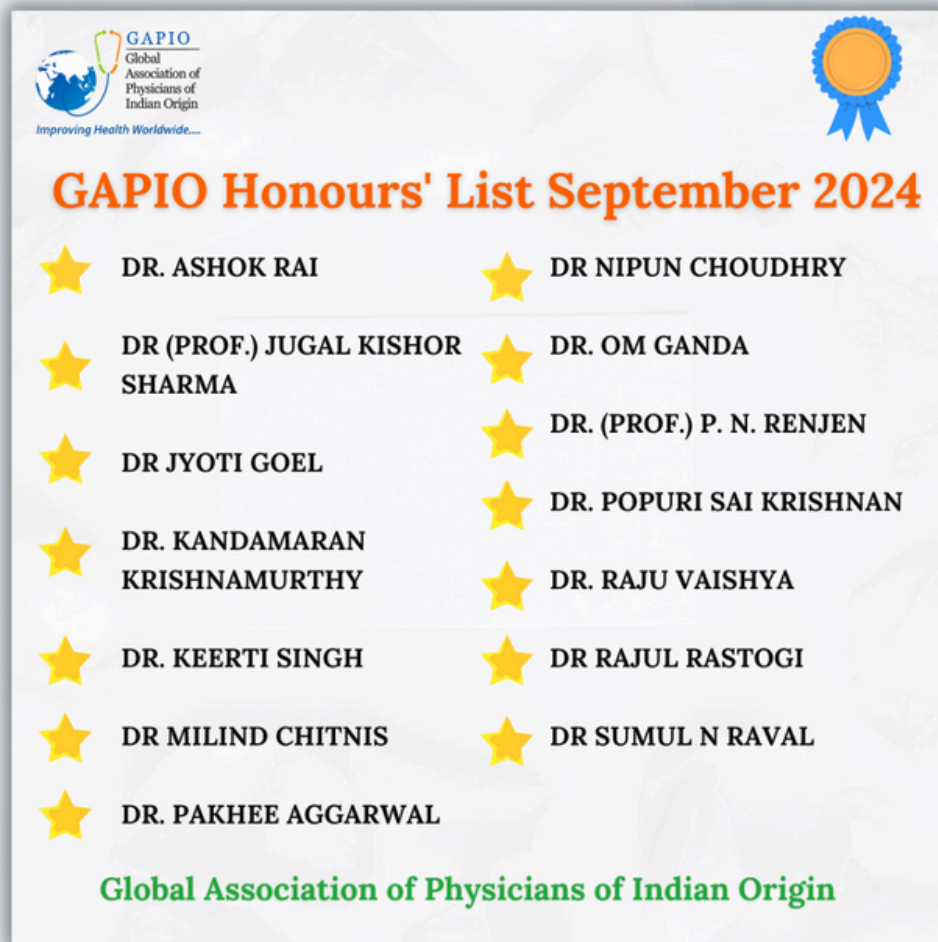 GAPIO
Global
Association of
Physicians of
Indian Origin
Improving Health Worldwide....
GAPIO Honours' List September 2024
DR. ASHOK RAI
DR (PROF.) JUGAL KISHOR
SHARMA
DR JYOTI GOEL
DR. KANDAMARAN
KRISHNAMURTHY
DR. KEERTI SINGH
DR MILIND CHITNIS
DR. PAKHEE AGGARWAL
DR NIPUN CHOUDHRY
DR. OM GANDA
DR. (PROF.) P. N. RENJEN
DR. POPURI SAI KRISHNAN
DR. RAJU VAISHYA
DR RAJUL RASTOGI
DR SUMUL N RAVAL
Global Association of Physicians of Indian Origin